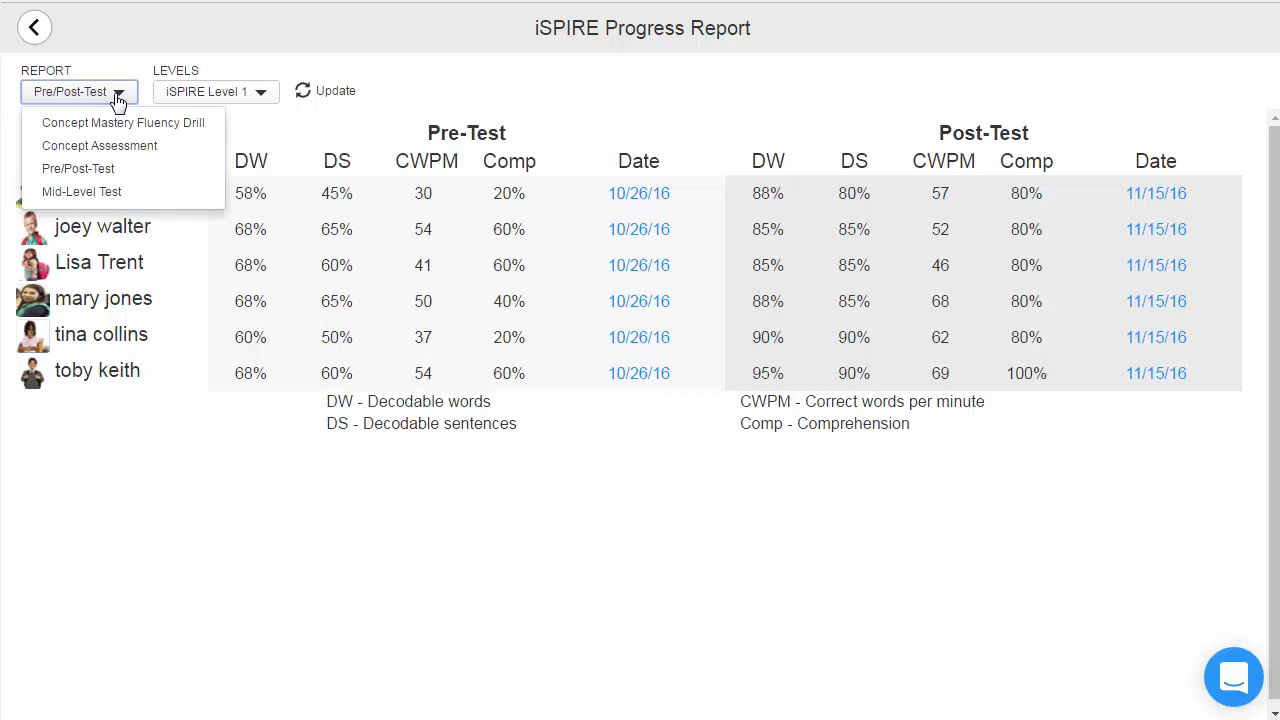 iSPIRE Progress Report
REPORT LEVELS
Pre/Post-Test iSPIRE Level 1 Update
Concept Mastery Fluency Drill
Concept Assessment
Pre/Post-Test
Mid-Level Test
Pre-Test Post-Test
DW DS CWPM Comp Date DW DS CWPM Comp Date
58% 45% 30 20% 10/26/16 88% 80% 57 80% 11/15/16
joey walter 68% 65% 54 60% 10/26/16 85% 85% 52 80% 11/15/16
Lisa Trent 68% 60% 41 60% 10/26/16 85% 85% 46 80% 11/15/16
mary jones 68% 65% 50 40% 10/26/16 88% 85% 68 80% 11/15/16
tina collins 60% 50% 37 20% 10/26/16 90% 90% 62 80% 11/15/16
toby keith 68% 60% 54 60% 10/26/16 95% 90% 69 100% 11/15/16
DW - Decodable words CWPM - Correct words per minute
DS - Decodable sentences Comp - Comprehension